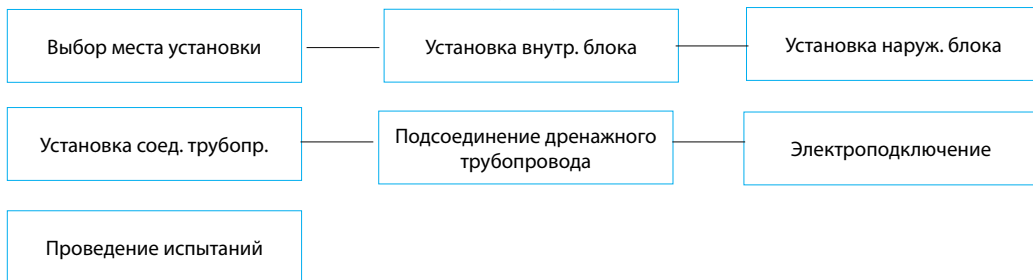 Выбор места установки
Установка внутр. блока
Установка наруж. блока
Установка соед. трубопр.
Подсоединение дренажного
трубопровода
Электроподключение
Проведение испытаний